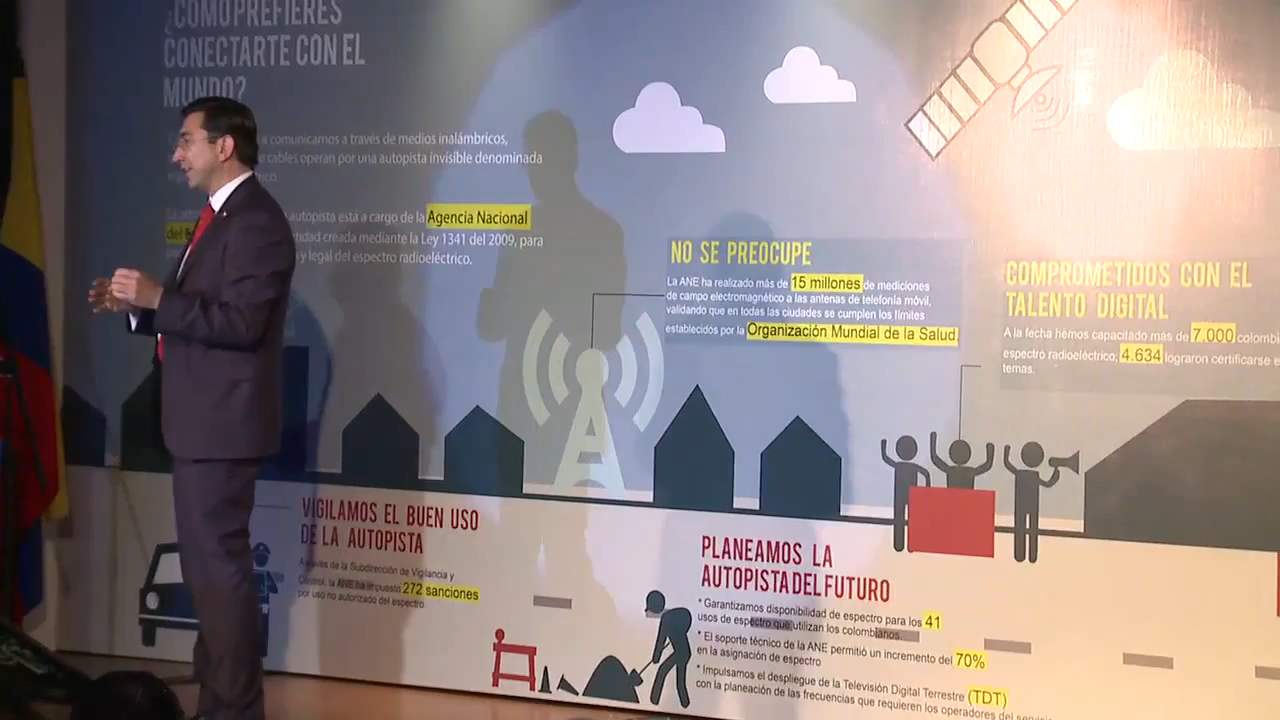 ¿CÓMO PREFIERES
CONECTARTE CON EL
MUNDO?
a comunicamos a través de medios inalámbricos,
cables operan por una autopista invisible denominada
autopista está a cargo de la Agencia Nacional
del
creada mediante la Ley 1341 del 2009, para
y legal del espectro radioeléctrico.
NO SE PREOCUPE
La ANE ha realizado más de 15 millones de mediciones
de campo electromagnético a las antenas de telefonía móvil,
validando que en todas las ciudades se cumplen los límites
establecidos por la Organización Mundial de la Salud.
COMPROMETIDOS CON EL
TALENTO DIGITAL
A la fecha hemos capacitado más de 7.000 colombi
espectro radioeléctrico; 4.634 lograron certificarse e
temas.
VIGILAMOS EL BUEN USO
DE LA AUTOPISTA
A través de la Subdirección de Vigilancia y
Control, la ANE ha impuesto 272 sanciones
por uso no autorizado del espectro
PLANEAMOS LA
AUTOPISTA DEL FUTURO
* Garantizamos disponibilidad de espectro para los 41
usos de espectro que utilizan los colombianos.
* El soporte técnico de la ANE permitió un incremento del 70%
en la asignación de espectro
* Impulsamos el despliegue de la Televisión Digital Terrestre (TDT)
con la planeación de las frecuencias que requieren los operadores del servicio